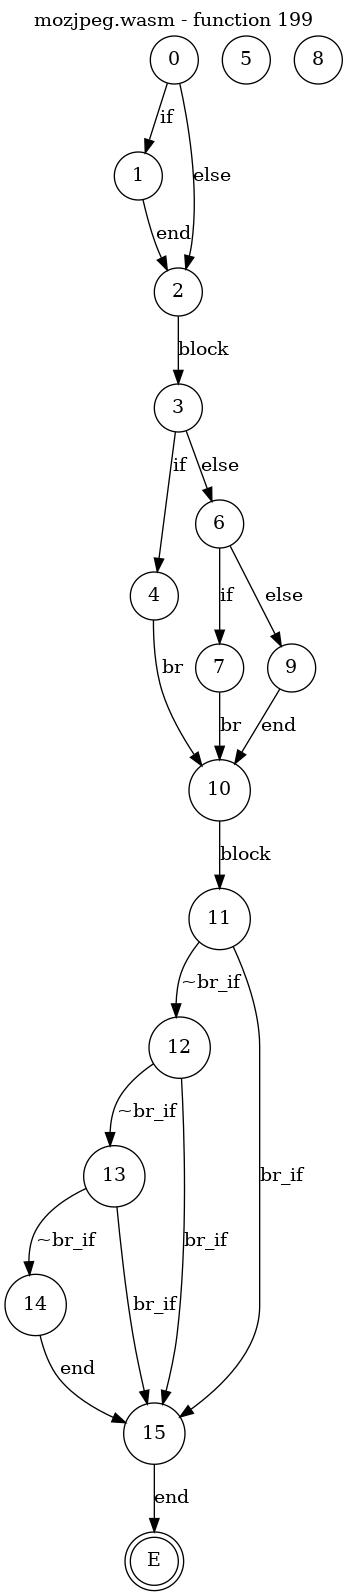 mozjpeg.wasm - function 199
0
5
8
if
1
else
end
2
block
3
if
else
6
4
if
else
7
9
br
br
end
10
block
11
~br_if
12
~br_if
13
br_if
~br_if
br_if
br_if
14
end
15
end
E